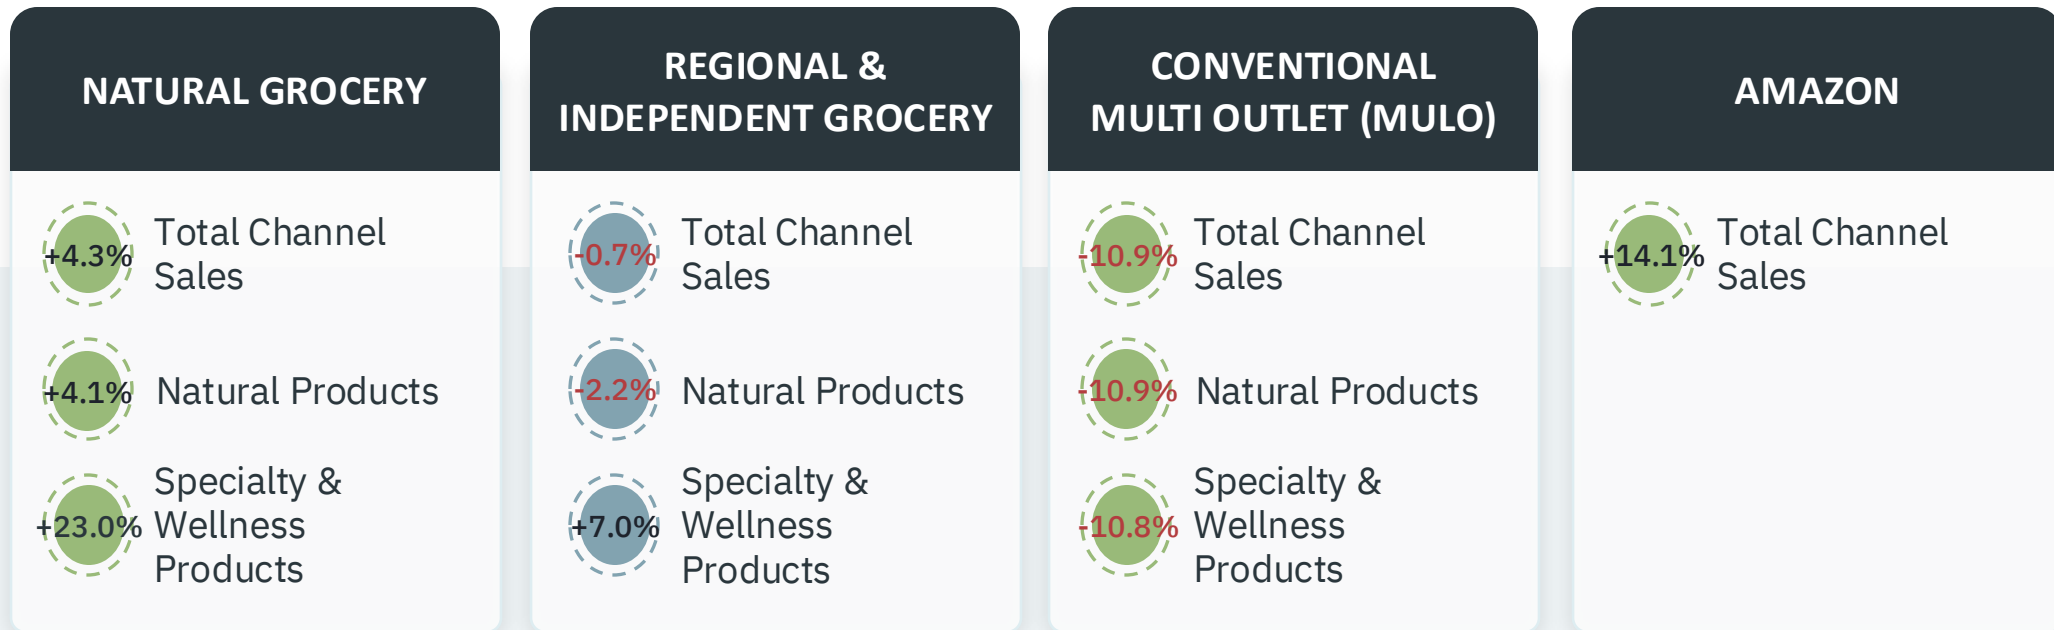 NATURAL GROCERY
+4.3%
Total Channel
Sales
+4.1%
Natural Products
+23.0%
Specialty &
Wellness
Products
REGIONAL &
INDEPENDENT GROCERY
-0.7%
Total Channel
Sales
-2.2%
Natural Products
+7.0%
Specialty &
Wellness
Products
CONVENTIONAL
MULTI OUTLET (MULO)
-10.9%
Total Channel
Sales
-10.9%
Natural Products
-10.8%
Specialty &
Wellness
Products
AMAZON
+14.1%
Total Channel
Sales